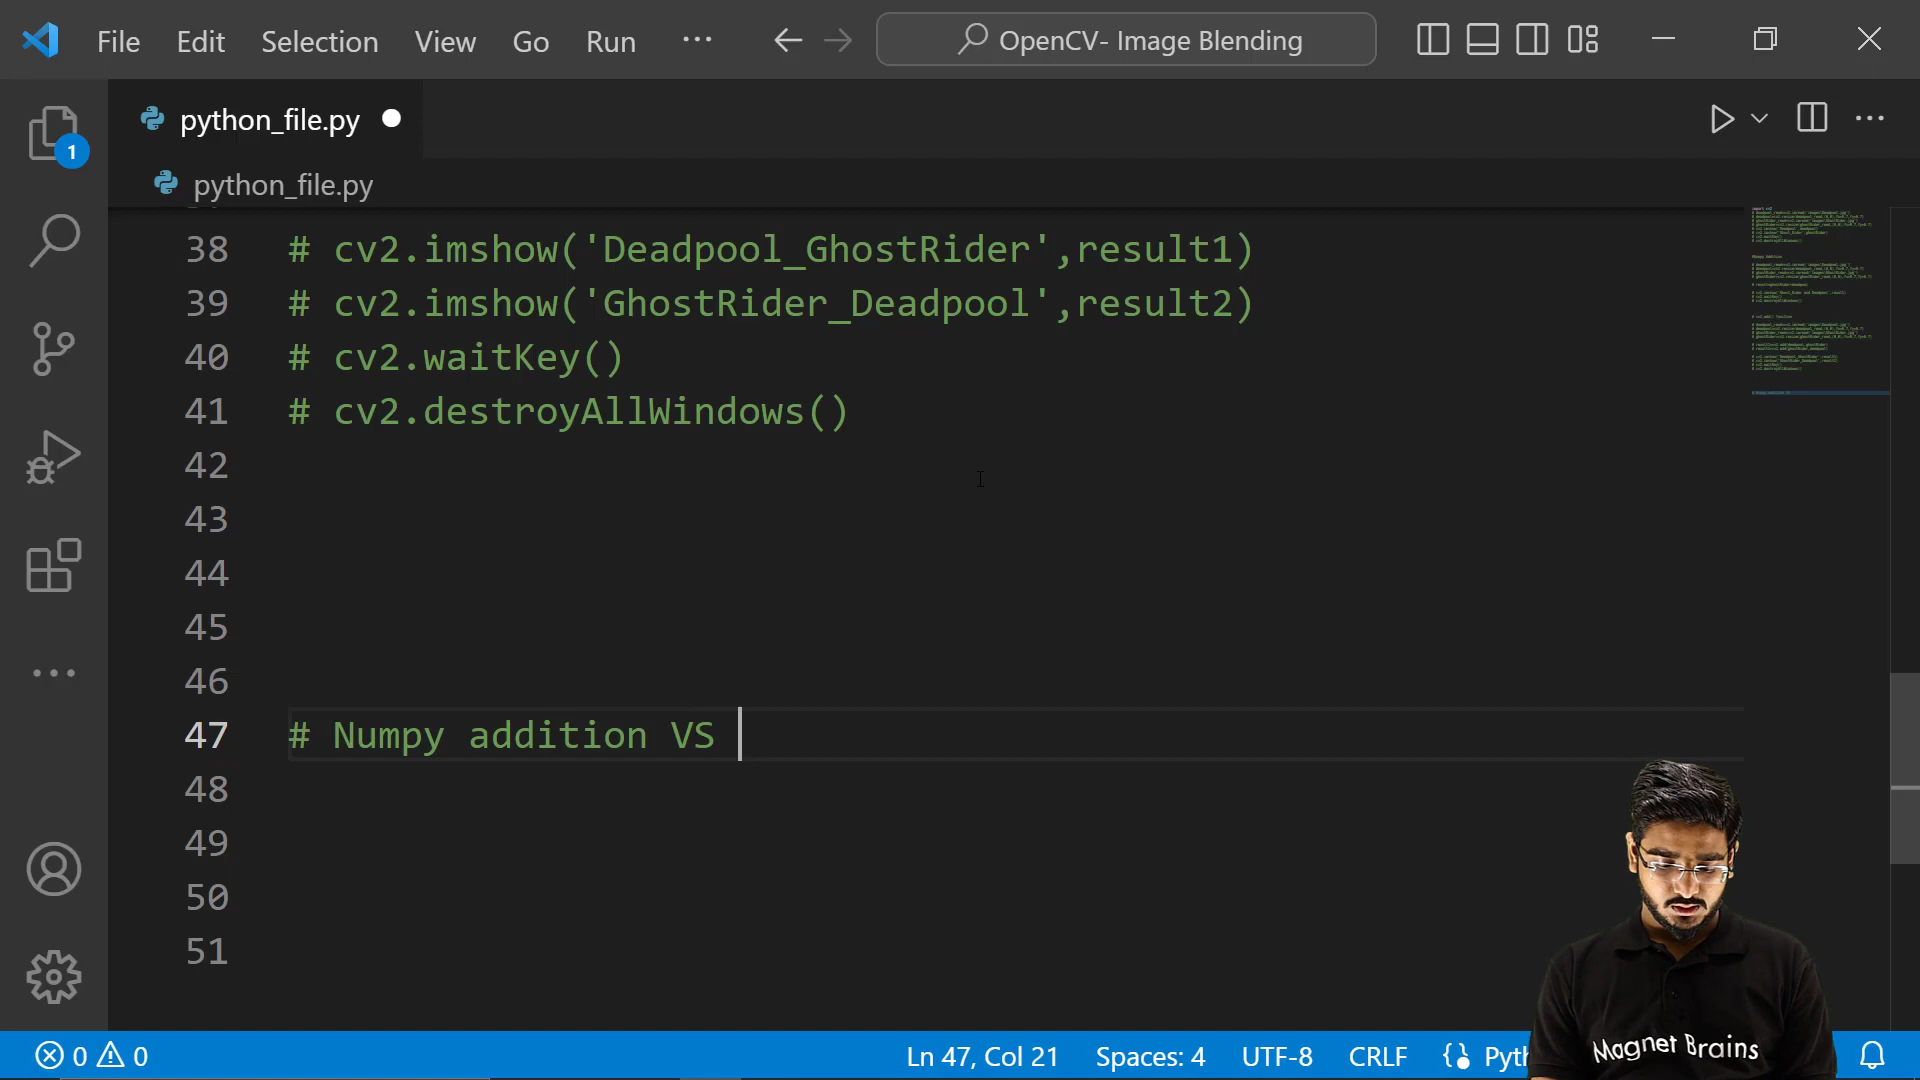 File Edit Selection View Go Run ··· OpenCV- Image Blending
python_file.py
1
python_file.py
38 # cv2.imshow('Deadpool_GhostRider',result1)
39 # cv2.imshow('GhostRider_Deadpool',result2)
40 # cv2.waitKey()
41 # cv2.destroyAllWindows()
42
43
44
45
46
47 # Numpy addition VS
48
49
50
51
Magnet Brains
0 0 Ln 47, Col 21 Spaces: 4 UTF-8 CRLF {} Pyth